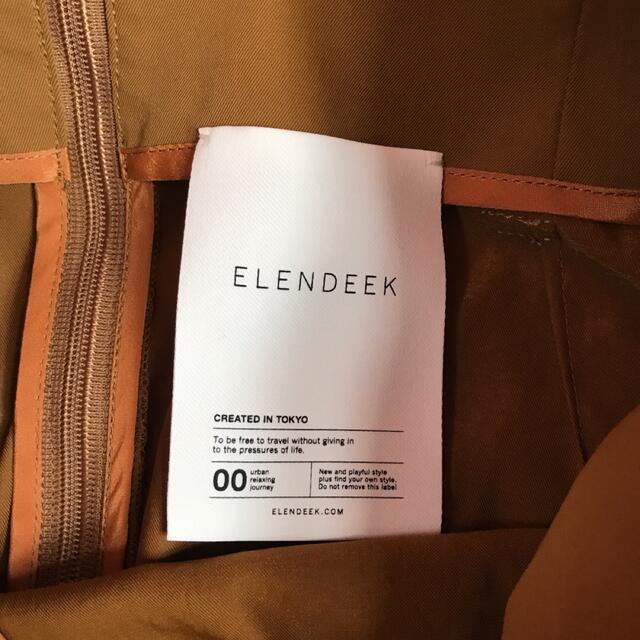 ELENDEEK
CREATED IN TOKYO
To be free to travel without giving in
to the pressures of life.
00
urban
relaxing
journey
New and playful style
plus find your own style.
Do not remove this label
ELENDEEK.COM